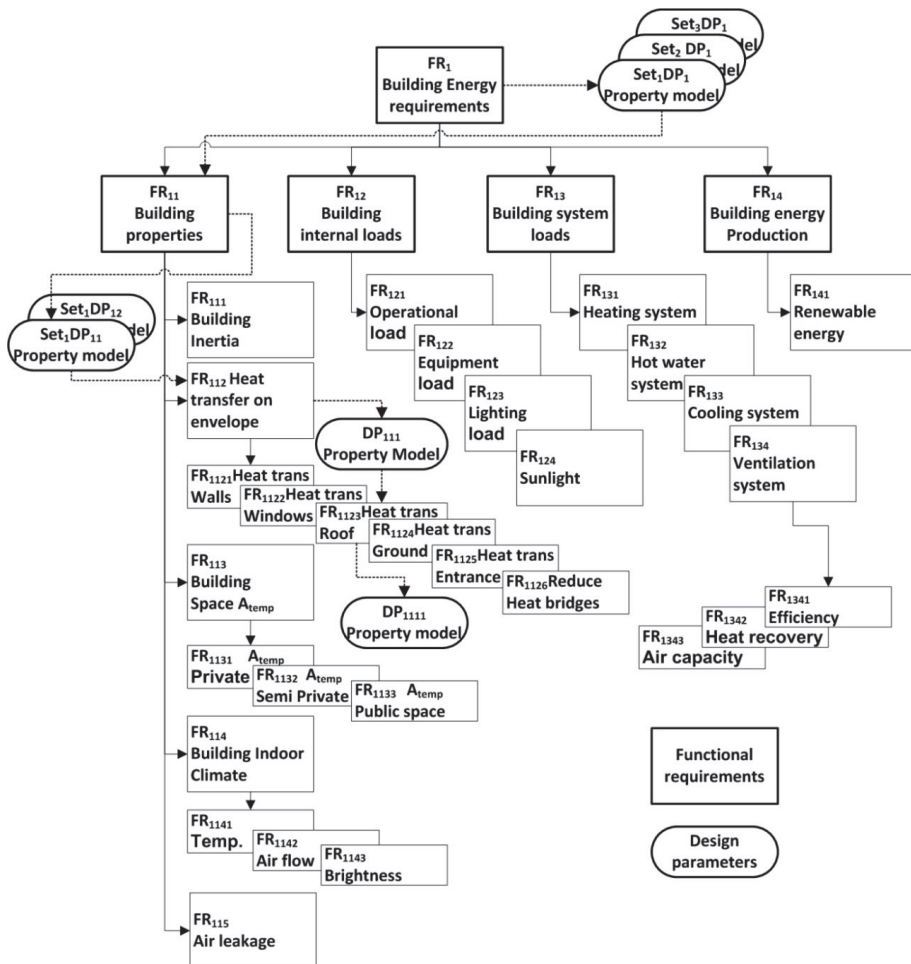 Set₃DP₁
del
Set₂ DP₁
del
Set₁DP₁
Property model
FR₁
Building Energy
requirements
FR₁₁
Building
properties
FR₁₂
Building
internal loads
FR₁₃
Building system
loads
FR₁₄
Building energy
Production
Set₁DP₁₂
del
Set₁DP₁₁
Property model
FR₁₁₁
Building
Inertia
FR₁₁₂ Heat
transfer on
envelope
DP₁₁₁
Property Model
FR₁₂₁
Operational
load
FR₁₂₂
Equipment
load
FR₁₂₃
Lighting
load
FR₁₂₄
Sunlight
FR₁₃₁
Heating system
FR₁₃₂
Hot water
system
FR₁₃₃
Cooling system
FR₁₃₄
Ventilation
system
FR₁₄₁
Renewable
energy
FR₁₁₂₁Heat trans
Walls
FR₁₁₂₂Heat trans
Windows
FR₁₁₂₃Heat trans
Roof
FR₁₁₂₄Heat trans
Ground
FR₁₁₂₅Heat trans
Entrance
FR₁₁₂₆Reduce
Heat bridges
DP₁₁₁₁
Property model
FR₁₁₃
Building
Space Atemp
FR₁₁₃₁ Atemp
Private
FR₁₁₃₂ Atemp
Semi Private
FR₁₁₃₃ Atemp
Public space
FR₁₃₄₁
Efficiency
FR₁₃₄₂
Heat recovery
FR₁₃₄₃
Air capacity
FR₁₁₄
Building Indoor
Climate
FR₁₁₄₁
Temp.
FR₁₁₄₂
Air flow
FR₁₁₄₃
Brightness
FR₁₁₅
Air leakage
Functional
requirements
Design
parameters